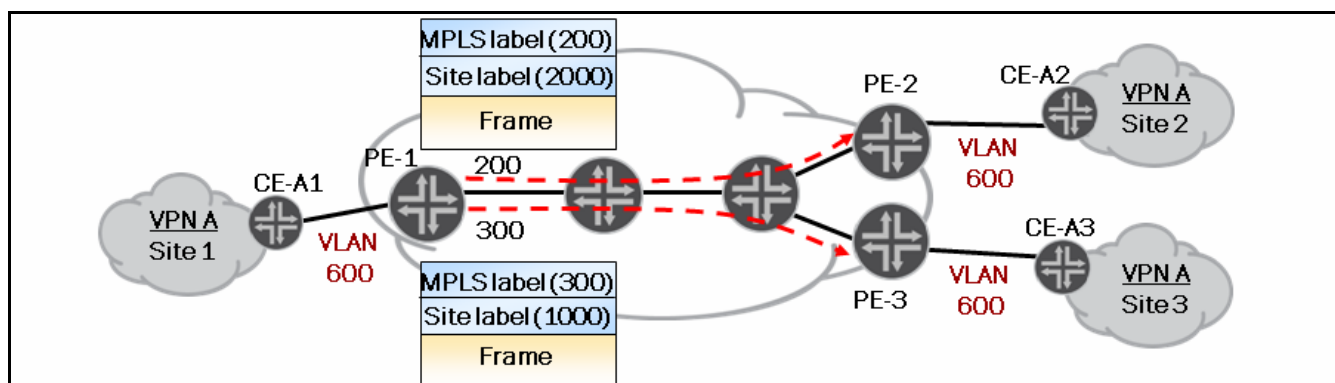 MPLS label (200)
Site label (2000)
Frame
PE-2
CE-A2
VPN A
Site 2
VLAN
600
PE-1
200
CE-A1
VPN A
Site 1
VLAN
600
300
MPLS label (300)
Site label (1000)
Frame
PE-3
VLAN
600
CE-A3
VPN A
Site 3